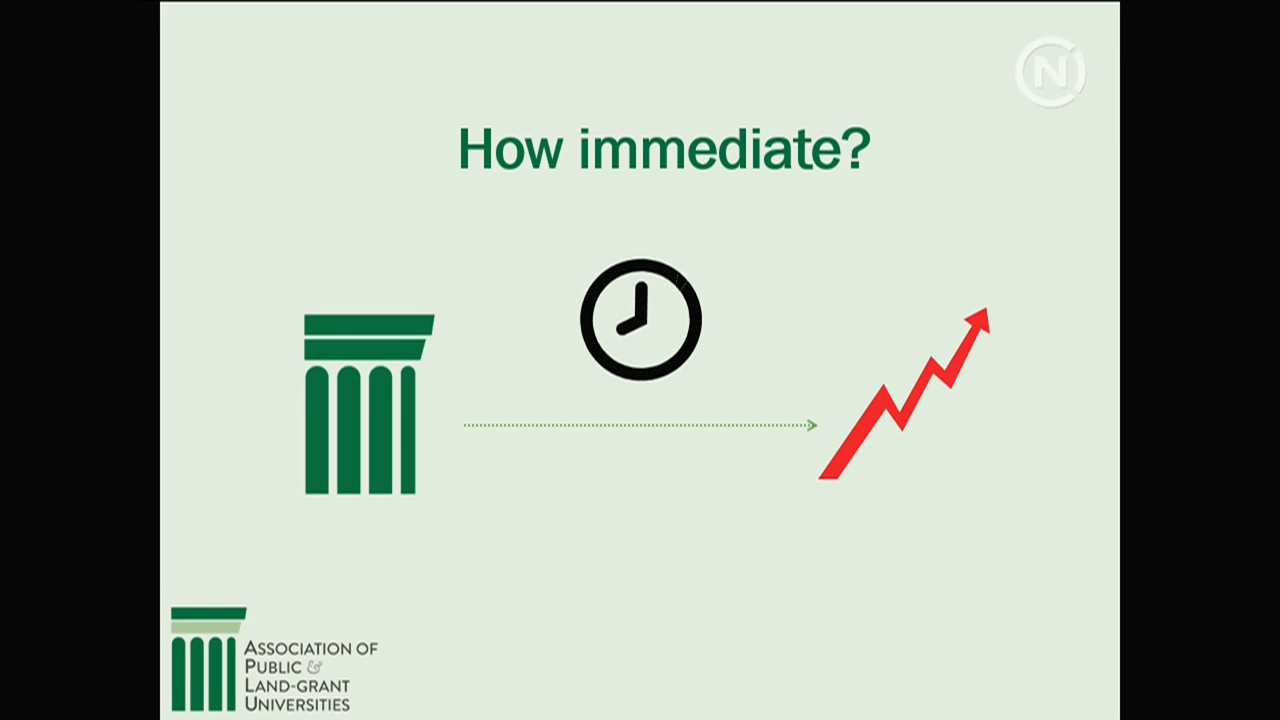 N
How immediate?
ASSOCIATION OF
PUBLIC &
LAND-GRANT
UNIVERSITIES